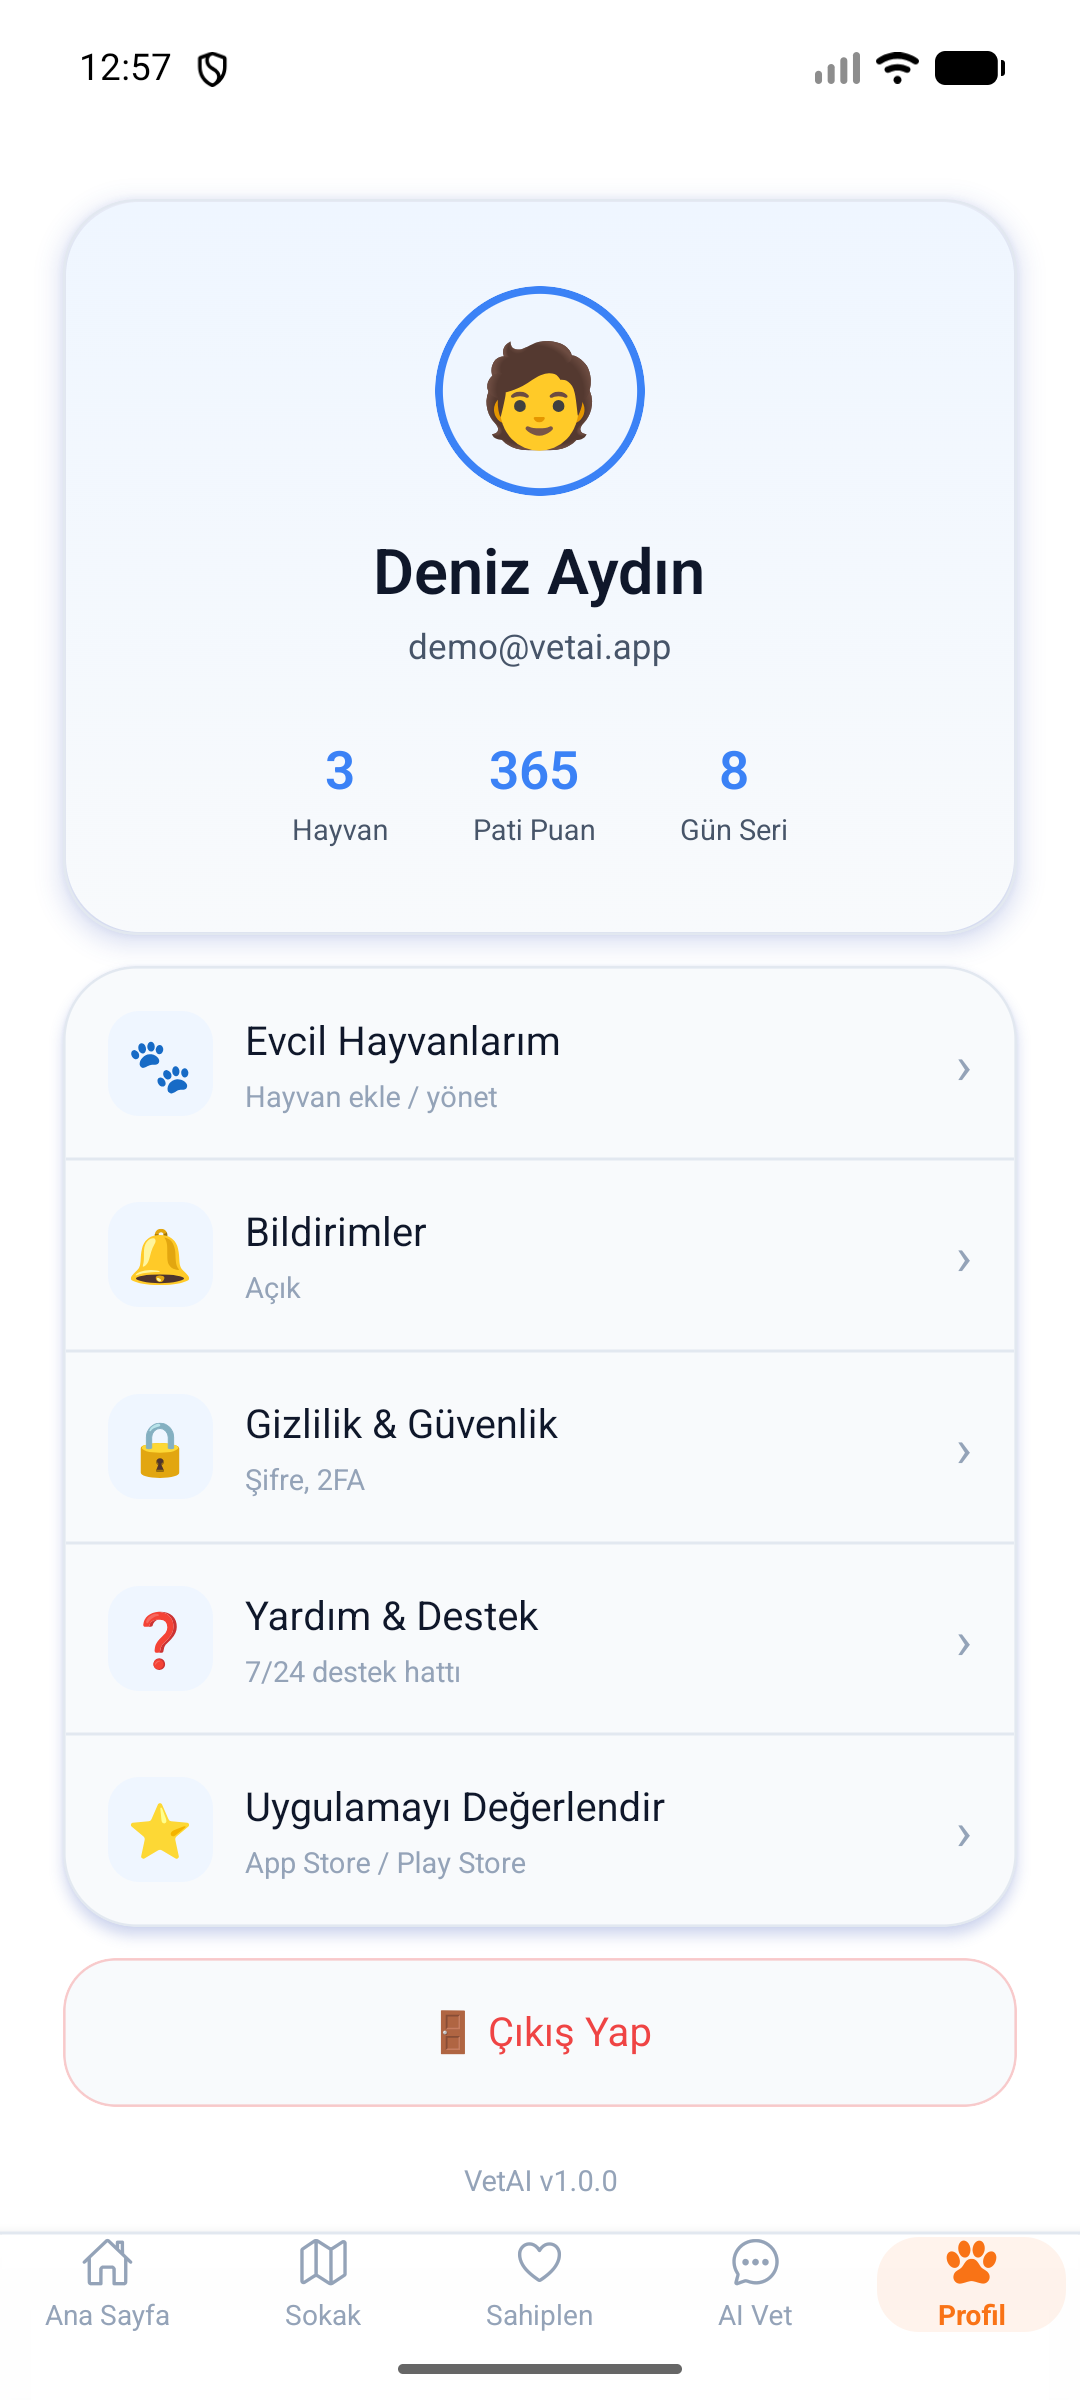 12:57
Deniz Aydın
demo@vetai.app
3 365 8
Hayvan Pati Puan Gün Seri
Evcil Hayvanlarım
Hayvan ekle / yönet
Bildirimler
Açık
Gizlilik & Güvenlik
Şifre, 2FA
Yardım & Destek
7/24 destek hattı
Uygulamayı Değerlendir
App Store / Play Store
Çıkış Yap
VetAI v1.0.0
Ana Sayfa Sokak Sahiplen AI Vet Profil